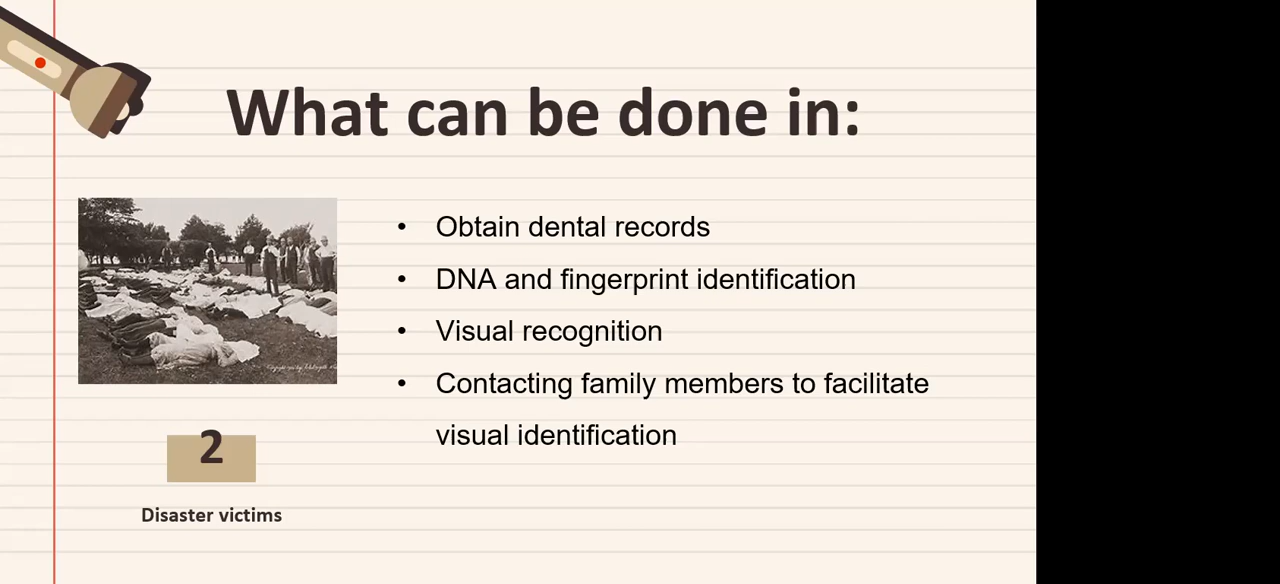 What can be done in:
• Obtain dental records
• DNA and fingerprint identification
• Visual recognition
• Contacting family members to facilitate
visual identification
2
Disaster victims